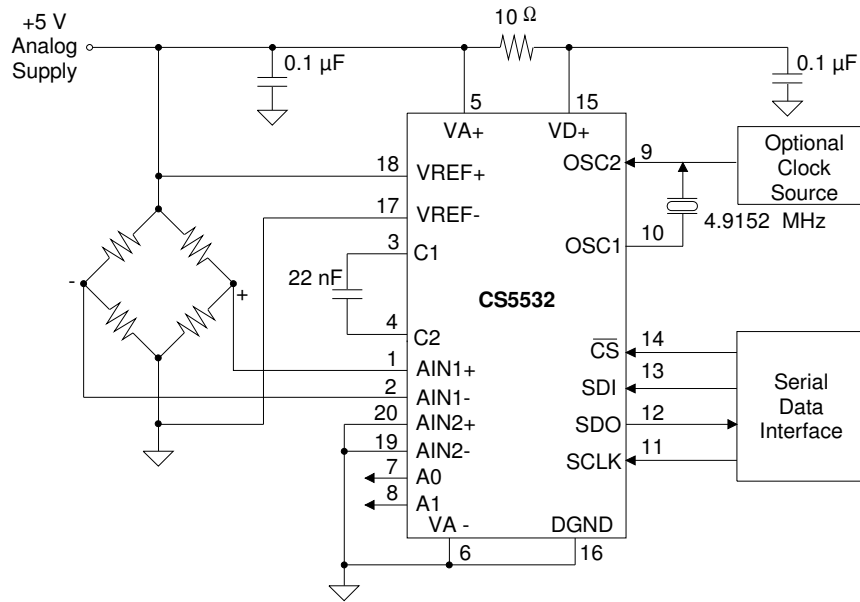 +5 V
Analog
Supply
10 Ω
0.1 µF
0.1 µF
5
15
VA+
VD+
18
VREF+
17
VREF-
3
C1
22 nF
4
C2
1
AIN1+
2
AIN1-
20
AIN2+
19
AIN2-
7
A0
8
A1
-
+
CS5532
OSC2
9
Optional
Clock
Source
4.9152 MHz
OSC1
10
CS
14
SDI
13
SDO
12
SCLK
11
Serial
Data
Interface
VA -
DGND
6
16